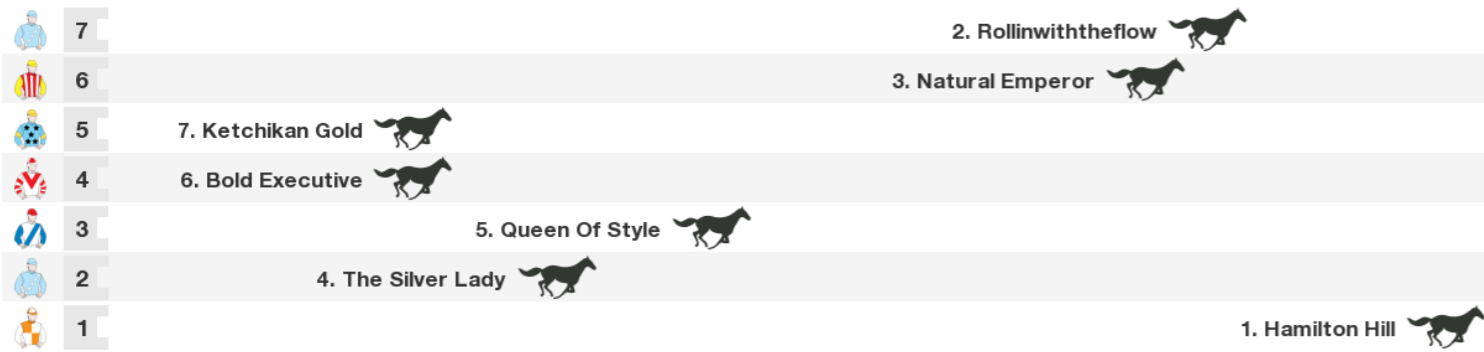 7 2. Rollinwiththeflow
6 3. Natural Emperor
5 7. Ketchikan Gold
4 6. Bold Executive
3 5. Queen Of Style
2 4. The Silver Lady
1 1. Hamilton Hill